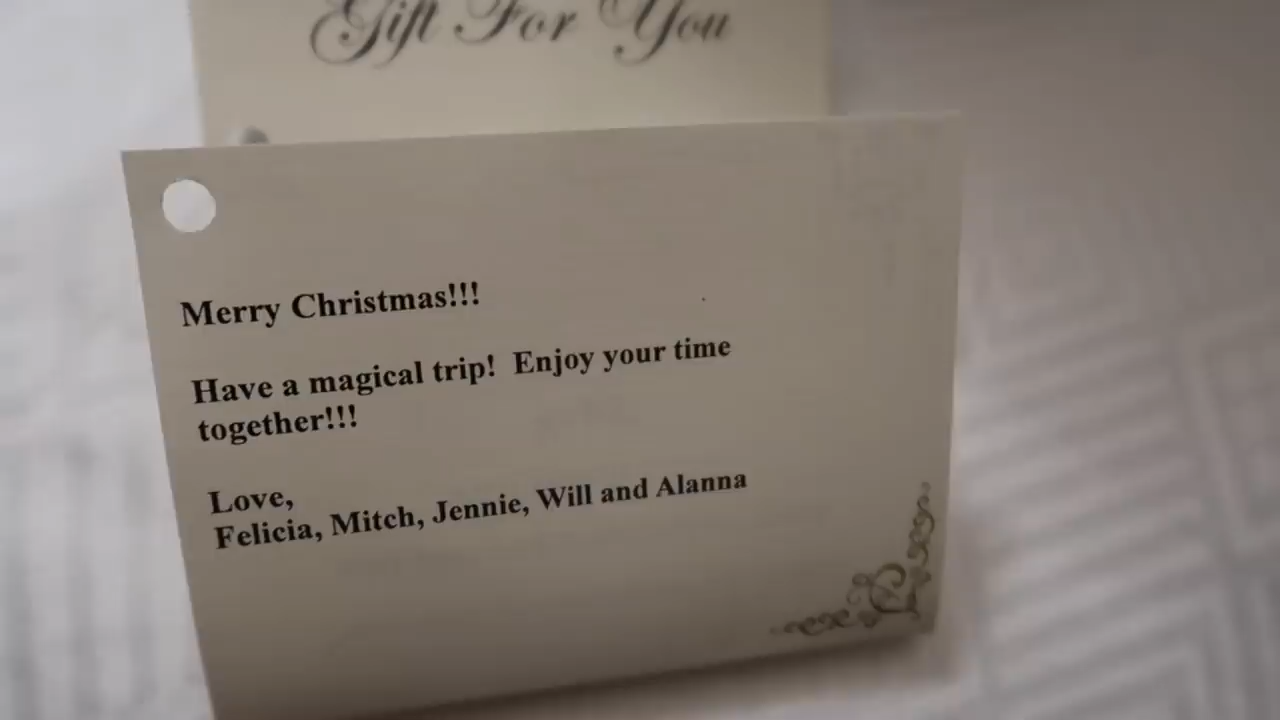 Gift For You
Merry Christmas!!!
Have a magical trip!  Enjoy your time
together!!!
Love,
Felicia, Mitch, Jennie, Will and Alanna